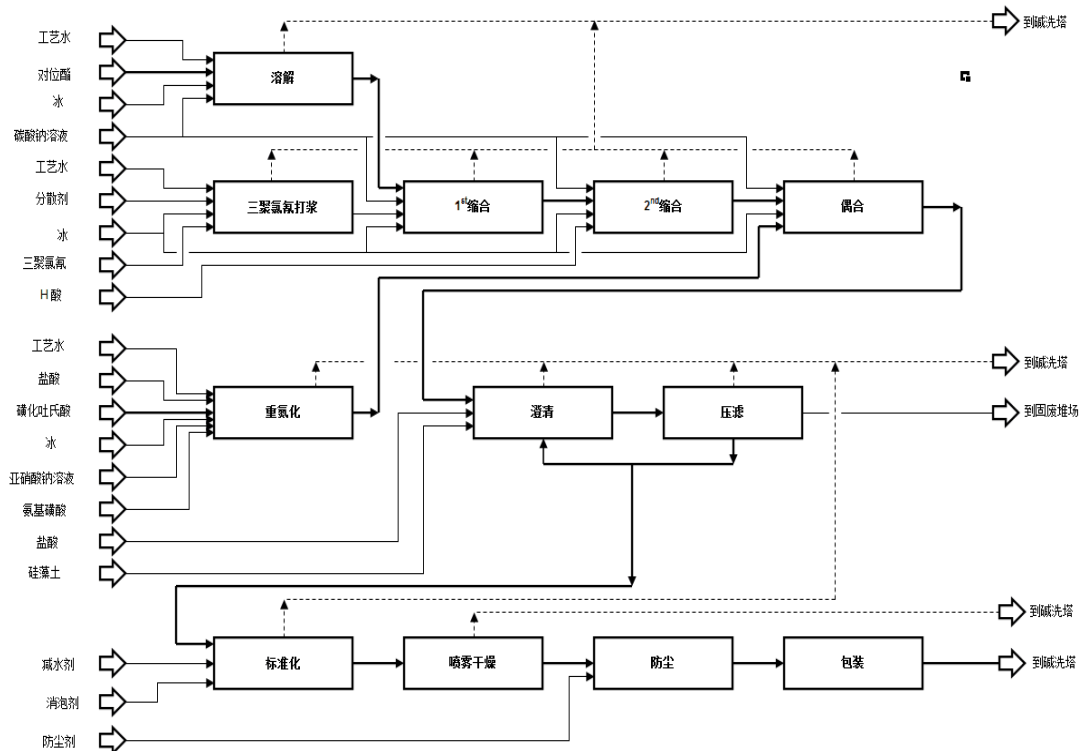 工艺水
到碱洗塔
对位酯
溶解
冰
碳酸钠溶液
工艺水
分散剂
三聚氯氰打浆
1st缩合
2nd缩合
偶合
冰
三聚氯氰
H酸
工艺水
到碱洗塔
盐酸
磺化吐氏酸
重氮化
澄清
压滤
到固废堆场
冰
亚硝酸钠溶液
氨基磺酸
盐酸
硅藻土
到碱洗塔
减水剂
标准化
喷雾干燥
防尘
包装
到碱洗塔
消泡剂
防尘剂